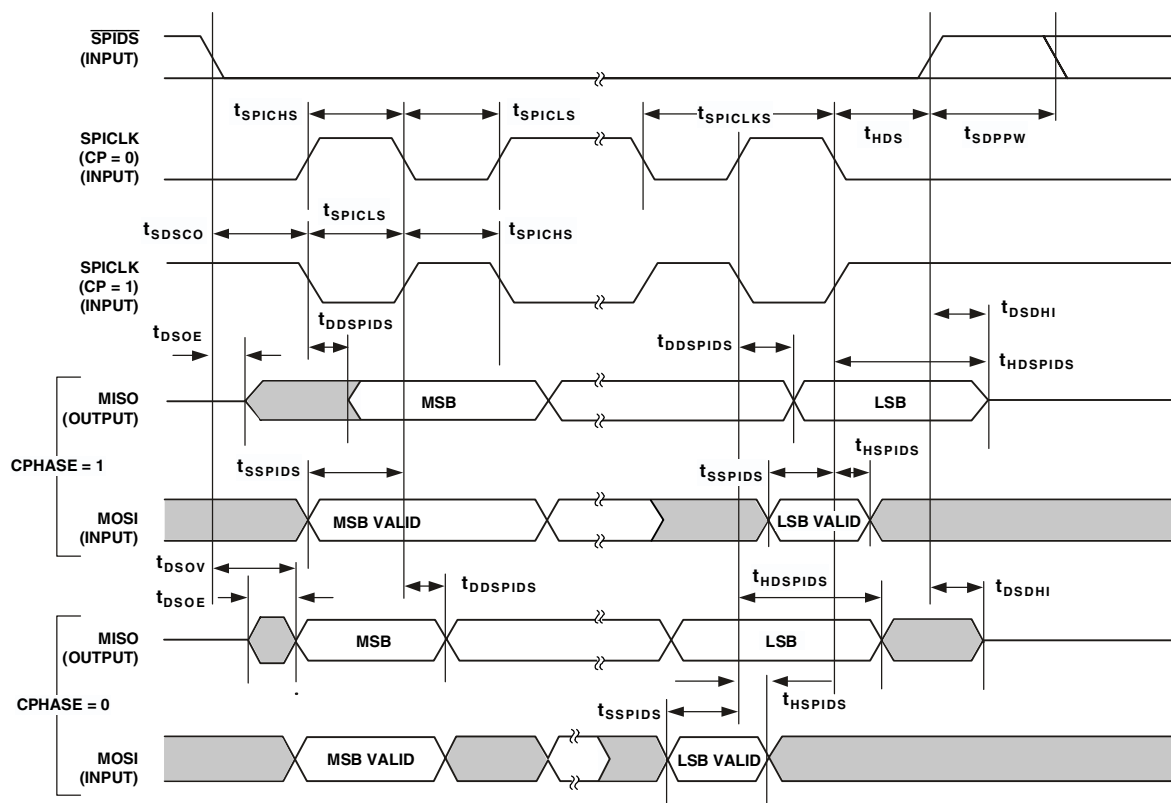 SPIDS
(INPUT)
tSPICHS
tSPICLS
tSPICLKS
tHDS
tSDPPW
SPICLK
(CP = 0)
(INPUT)
tSDSCO
tSPICLS
tSPICHS
SPICLK
(CP = 1)
(INPUT)
tDSOE
tDDSPIDS
tDDSPIDS
tDSDHI
tHDSPIDS
CPHASE = 1
MISO
(OUTPUT)
MSB
LSB
tSSPIDS
tSSPIDS
tHSPIDS
MOSI
(INPUT)
MSB VALID
LSB VALID
tDSOV
tDSOE
tDDSPIDS
tHDSPIDS
tDSDHI
CPHASE = 0
MISO
(OUTPUT)
MSB
LSB
tSSPIDS
tHSPIDS
MOSI
(INPUT)
MSB VALID
LSB VALID